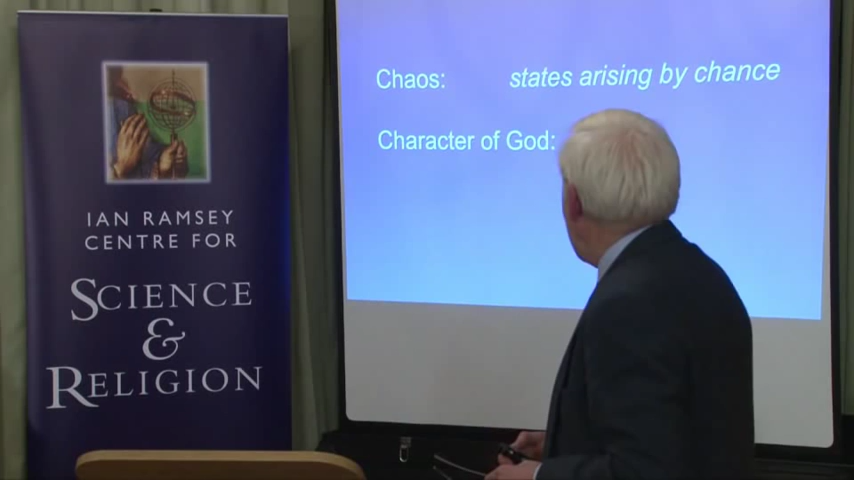 IAN RAMSEY
CENTRE FOR
SCIENCE
&
RELIGION
Chaos: states arising by chance
Character of God: